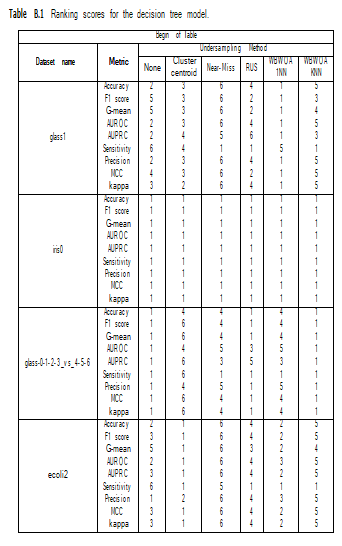 Table B.1 Ranking scores for the decision tree model.
Begin of Table
Dataset name Metric Undersampling Method
None Cluster centroid Near-Miss RUS WBWOA 1NN WBWOA KNN
glass1
Accuracy 2 3 6 4 1 5
F1 score 5 3 6 2 1 3
G-mean 5 3 6 2 1 4
AUROC 2 3 6 4 1 5
AUPRC 2 4 5 6 1 3
Sensitivity 6 4 1 1 5 1
Precision 2 3 6 4 1 5
MCC 4 3 6 2 1 5
kappa 3 2 6 4 1 5
iris0
Accuracy 1 1 1 1 1 1
F1 score 1 1 1 1 1 1
G-mean 1 1 1 1 1 1
AUROC 1 1 1 1 1 1
AUPRC 1 1 1 1 1 1
Sensitivity 1 1 1 1 1 1
Precision 1 1 1 1 1 1
MCC 1 1 1 1 1 1
kappa 1 1 1 1 1 1
glass-0-1-2-3_vs_4-5-6
Accuracy 1 4 4 1 4 1
F1 score 1 6 4 1 4 1
G-mean 1 6 4 1 4 1
AUROC 1 4 5 3 5 1
AUPRC 1 6 3 5 3 1
Sensitivity 1 6 1 1 1 1
Precision 1 4 5 1 5 1
MCC 1 6 4 1 4 1
kappa 1 6 4 1 4 1
ecoli2
Accuracy 2 1 6 4 2 5
F1 score 3 1 6 4 2 5
G-mean 5 1 6 3 2 4
AUROC 2 1 6 4 3 5
AUPRC 3 1 6 4 2 5
Sensitivity 6 1 5 1 1 1
Precision 1 2 6 4 3 5
MCC 3 1 6 4 2 5
kappa 3 1 6 4 2 5